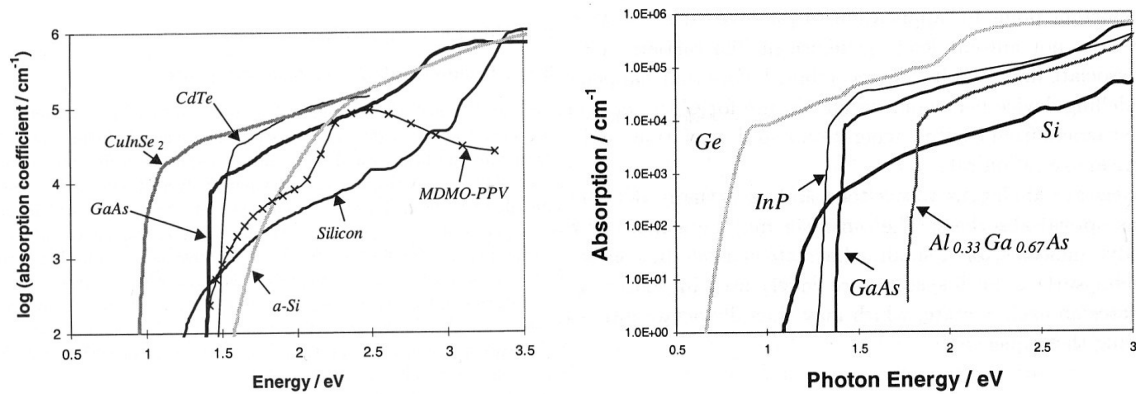 log (absorption coefficient / cm⁻¹)
6
5
4
3
2
CuInSe₂
CdTe
GaAs
Silicon
MDMO-PPV
a-Si
0.5 1 1.5 2 2.5 3 3.5
Energy / eV
Absorption / cm⁻¹
1.0E+06
1.0E+05
1.0E+04
1.0E+03
1.0E+02
1.0E+01
1.0E+00
Ge
Si
InP
Al₀.₃₃Ga₀.₆₇As
GaAs
0.5 1 1.5 2 2.5 3
Photon Energy / eV